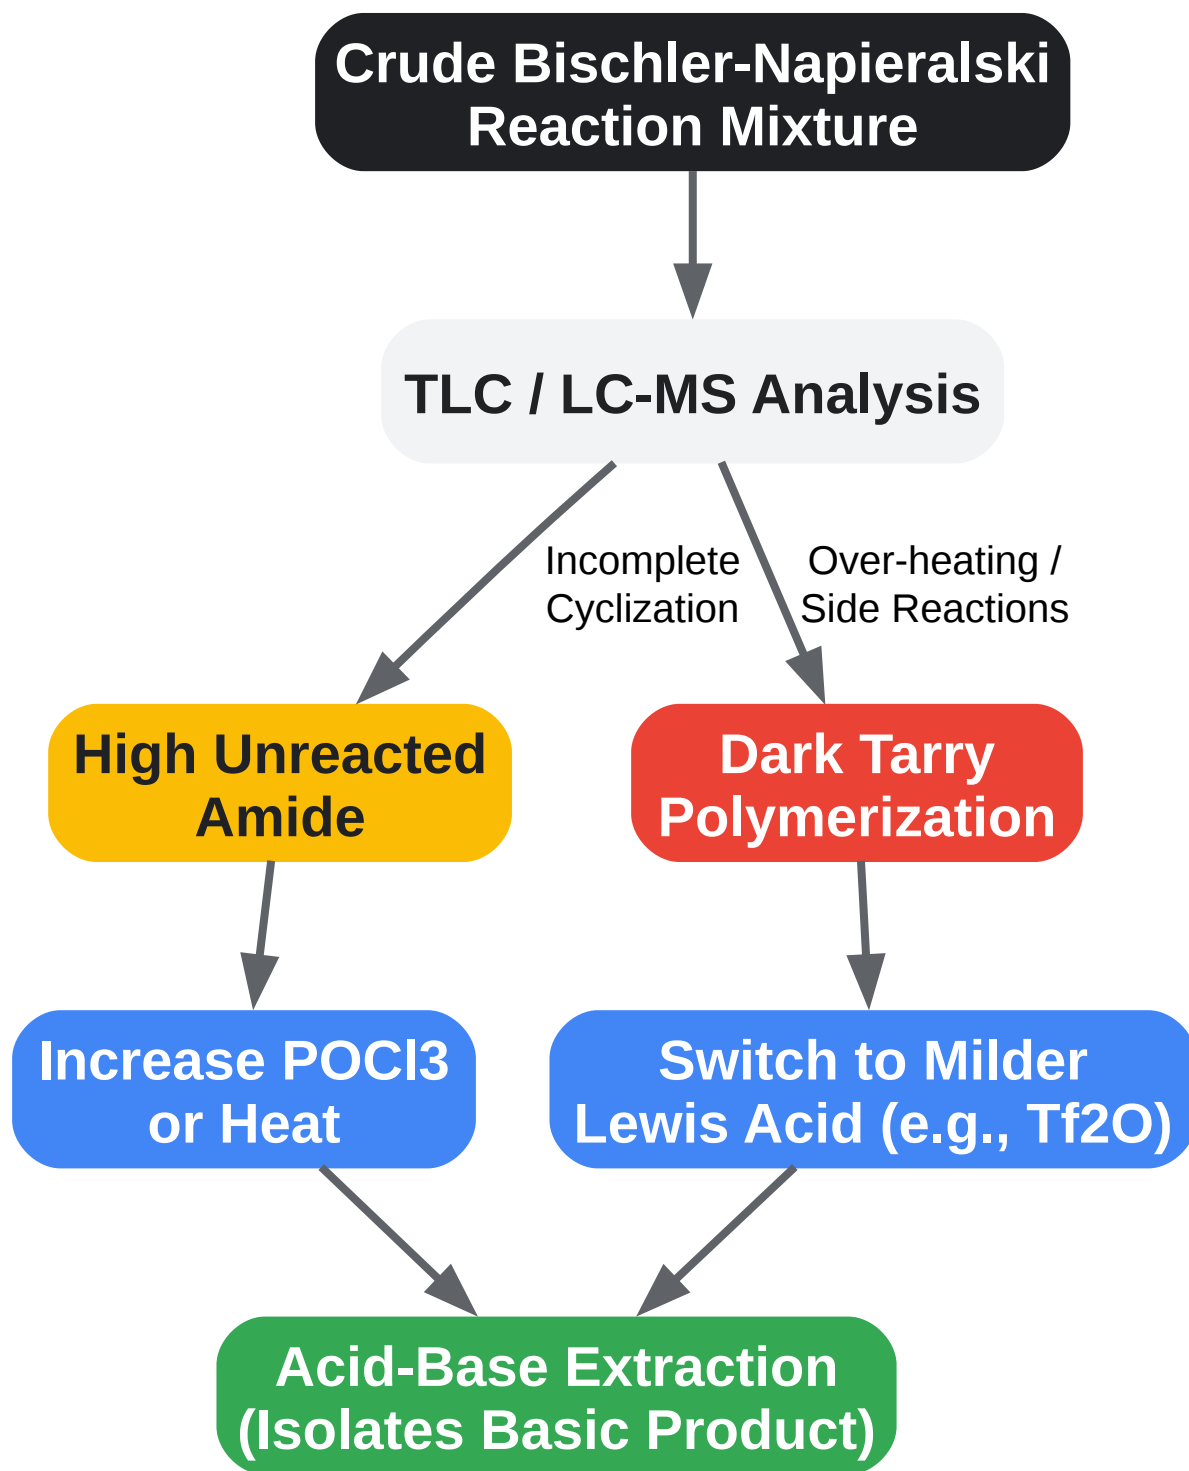 Crude Bischler-Napieralski
Reaction Mixture
TLC / LC-MS Analysis
Incomplete
Cyclization
Over-heating /
Side Reactions
High Unreacted
Amide
Dark Tarry
Polymerization
Increase POCl3
or Heat
Switch to Milder
Lewis Acid (e.g., Tf2O)
Acid-Base Extraction
(Isolates Basic Product)